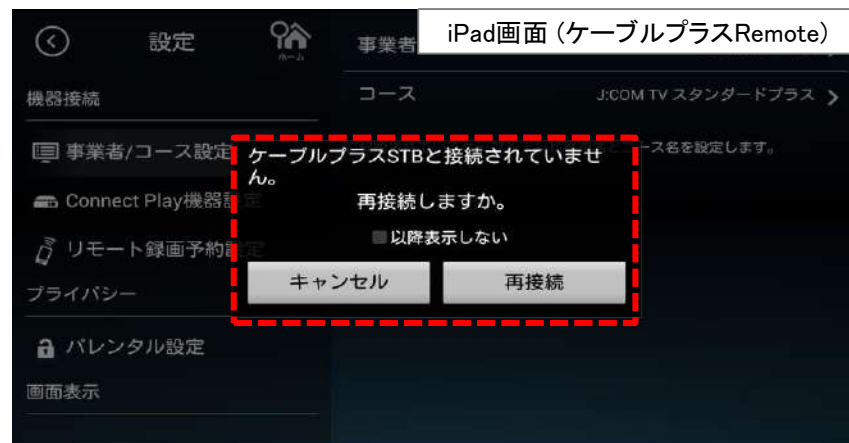 iPad画面（ケーブルプラスRemote）
設定
ホーム
事業者
機器接続
コース
J:COM TV スタンダードプラス
事業者/コース設定
ース名を設定します。
Connect Play機器設定
リモート録画予約設定
プライバシー
パレンタル設定
画面表示
ケーブルプラスSTBと接続されていませ
ん。
再接続しますか。
以降表示しない
キャンセル
再接続